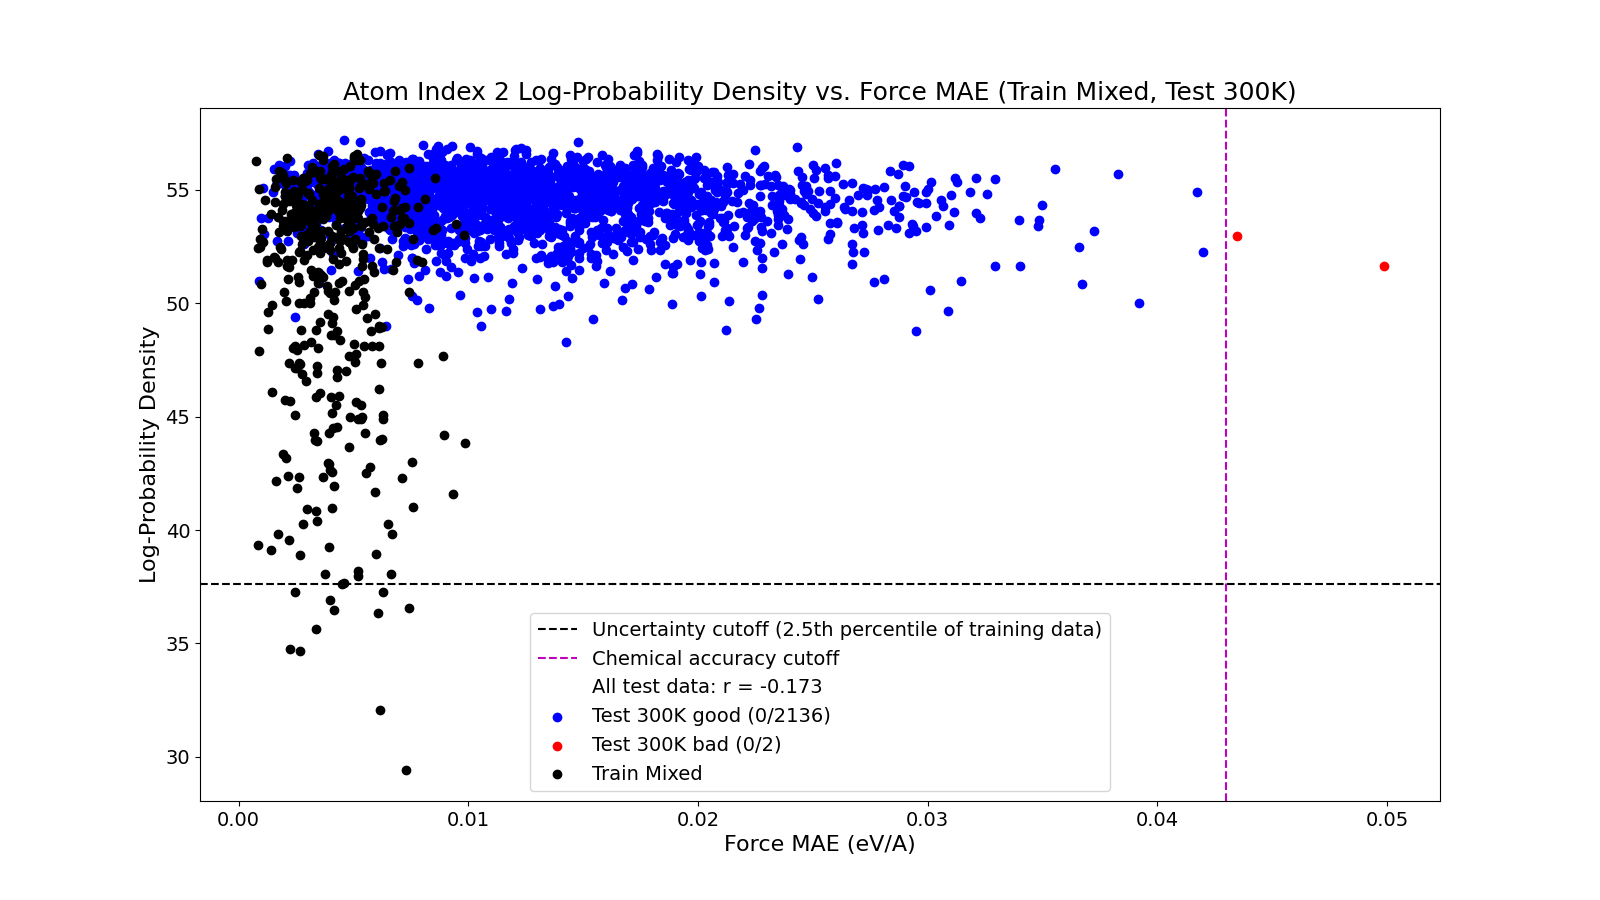 Atom Index 2 Log-Probability Density vs. Force MAE (Train Mixed, Test 300K)
Log-Probability Density
55
50
45
40
35
30
Uncertainty cutoff (2.5th percentile of training data)
Chemical accuracy cutoff
All test data: r = -0.173
Test 300K good (0/2136)
Test 300K bad (0/2)
Train Mixed
0.00 0.01 0.02 0.03 0.04 0.05
Force MAE (eV/A)